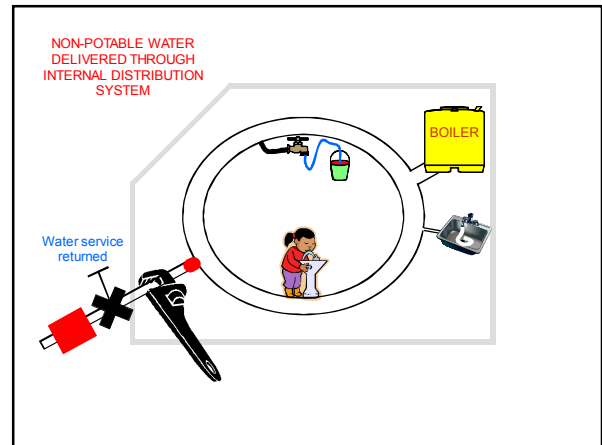 NON-POTABLE WATER
DELIVERED THROUGH
INTERNAL DISTRIBUTION
SYSTEM
BOILER
Water service
returned